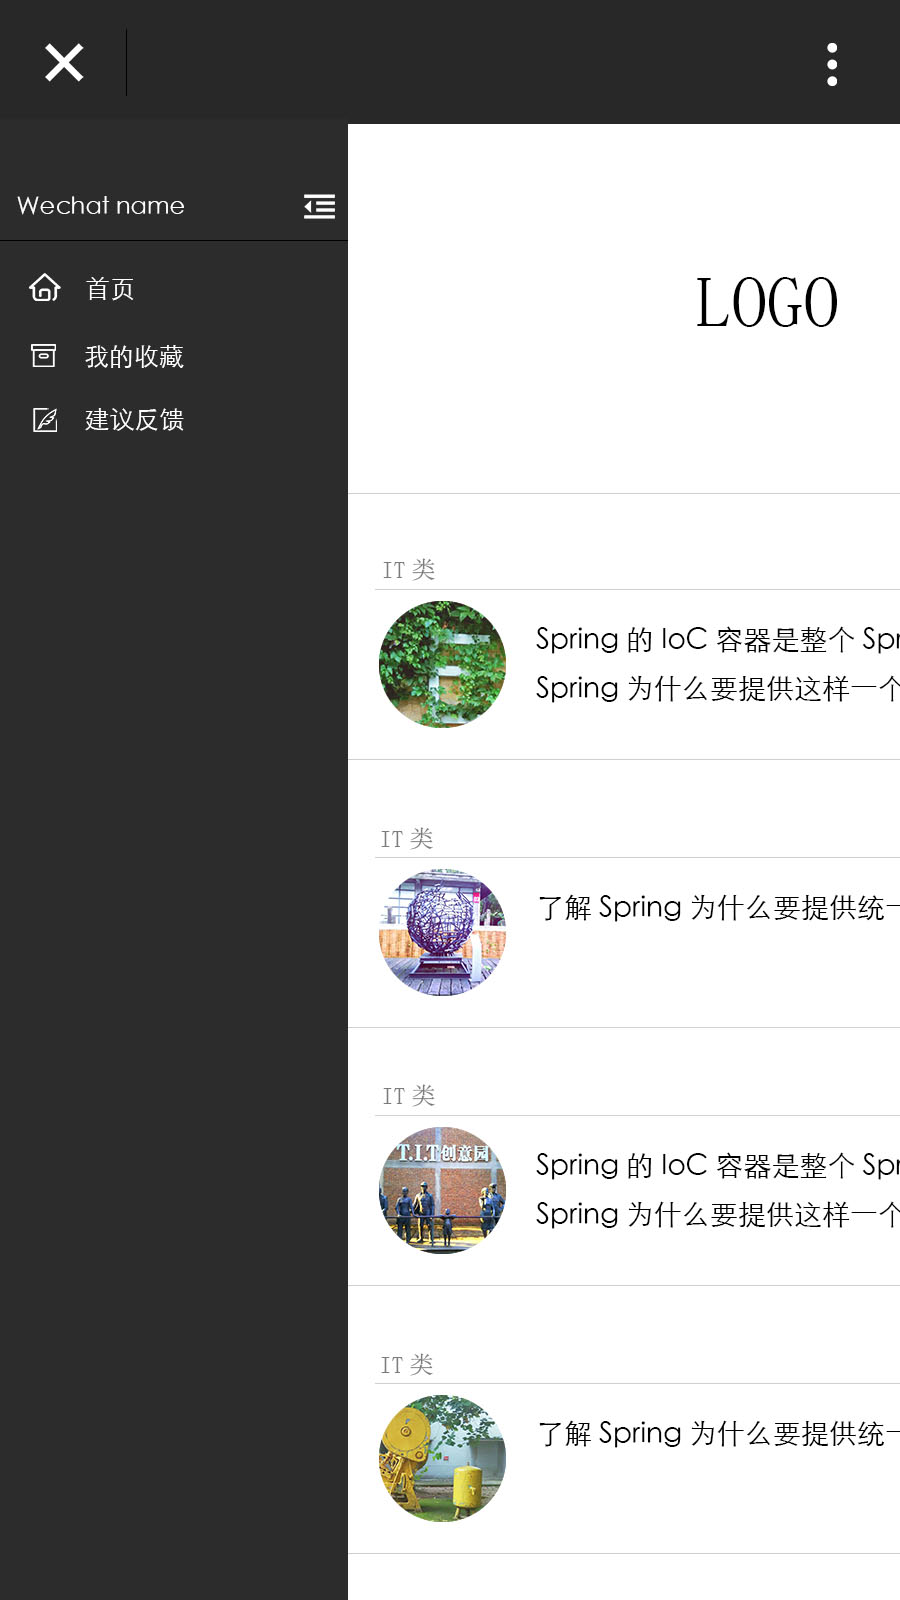 Wechat name
首页
我的收藏
建议反馈
LOGO
IT 类
Spring 的 IoC 容器是整个 Spr
Spring 为什么要提供这样一个
IT 类
了解 Spring 为什么要提供统一
IT 类
T.I.T创意园
Spring 的 IoC 容器是整个 Spr
Spring 为什么要提供这样一个
IT 类
了解 Spring 为什么要提供统一